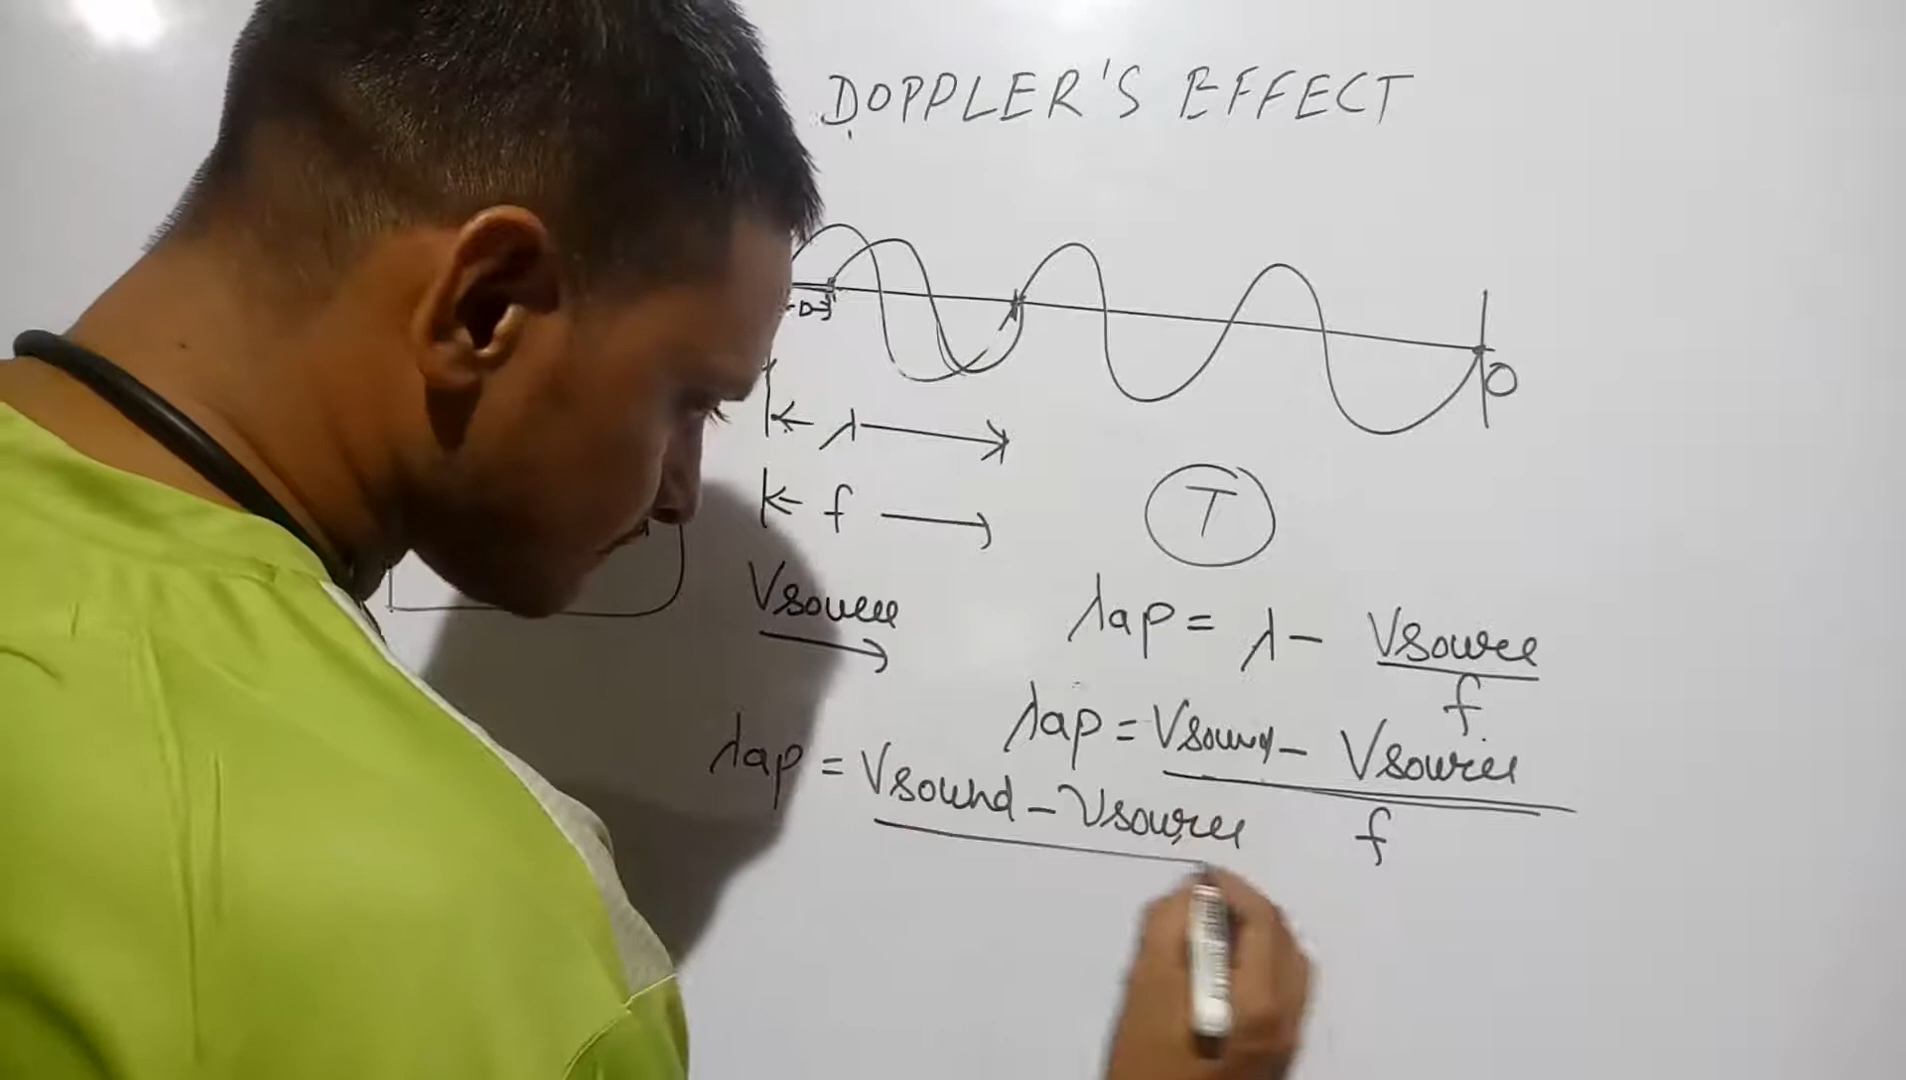 DOPPLER'S EFFECT
D
O
λ
f
T
Vsource
λap = λ - Vsource
f
λap = Vsound - Vsource
f
λap = Vsound - Vsource